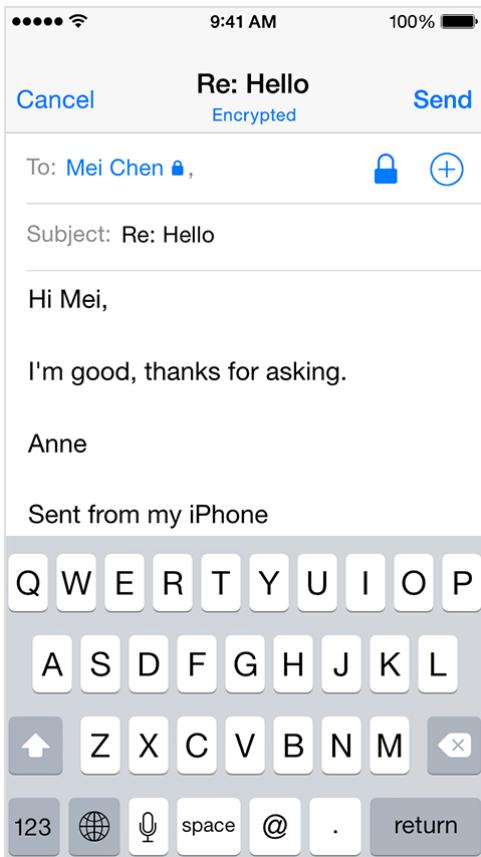 9:41 AM 100%
Cancel Re: Hello Send
Encrypted
To: Mei Chen ,
Subject: Re: Hello
Hi Mei,
I'm good, thanks for asking.
Anne
Sent from my iPhone
Q W E R T Y U I O P
A S D F G H J K L
Z X C V B N M
123 space @ . return